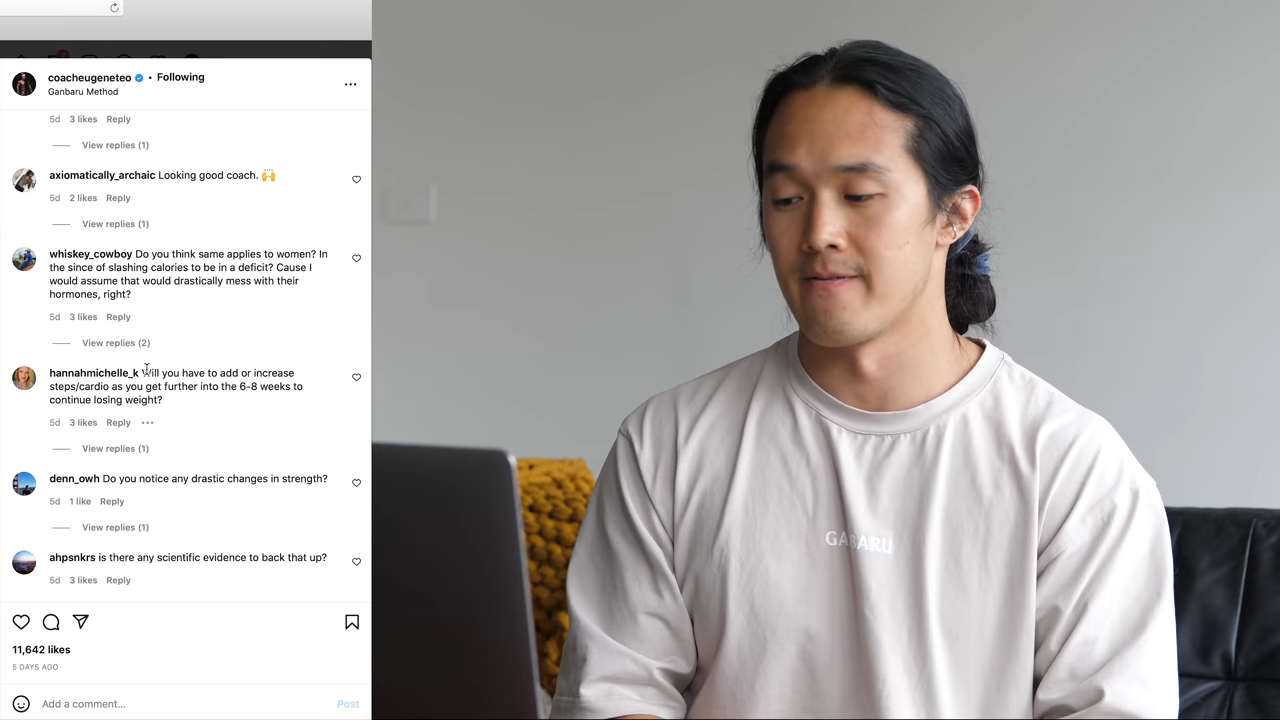 coacheugeneteo • Following
Ganbaru Method
5d 3 likes Reply
View replies (1)
axiomatically_archaic Looking good coach. 🙌
5d 2 likes Reply
View replies (1)
whiskey_cowboy Do you think same applies to women? In
the since of slashing calories to be in a deficit? Cause I
would assume that would drastically mess with their
hormones, right?
5d 3 likes Reply
View replies (2)
hannahmichelle_k Will you have to add or increase
steps/cardio as you get further into the 6-8 weeks to
continue losing weight?
5d 3 likes Reply
View replies (1)
denn_owh Do you notice any drastic changes in strength?
5d 1 like Reply
View replies (1)
ahpsnkrs is there any scientific evidence to back that up?
5d 3 likes Reply
11,642 likes
5 DAYS AGO
Add a comment... Post
GANBARU